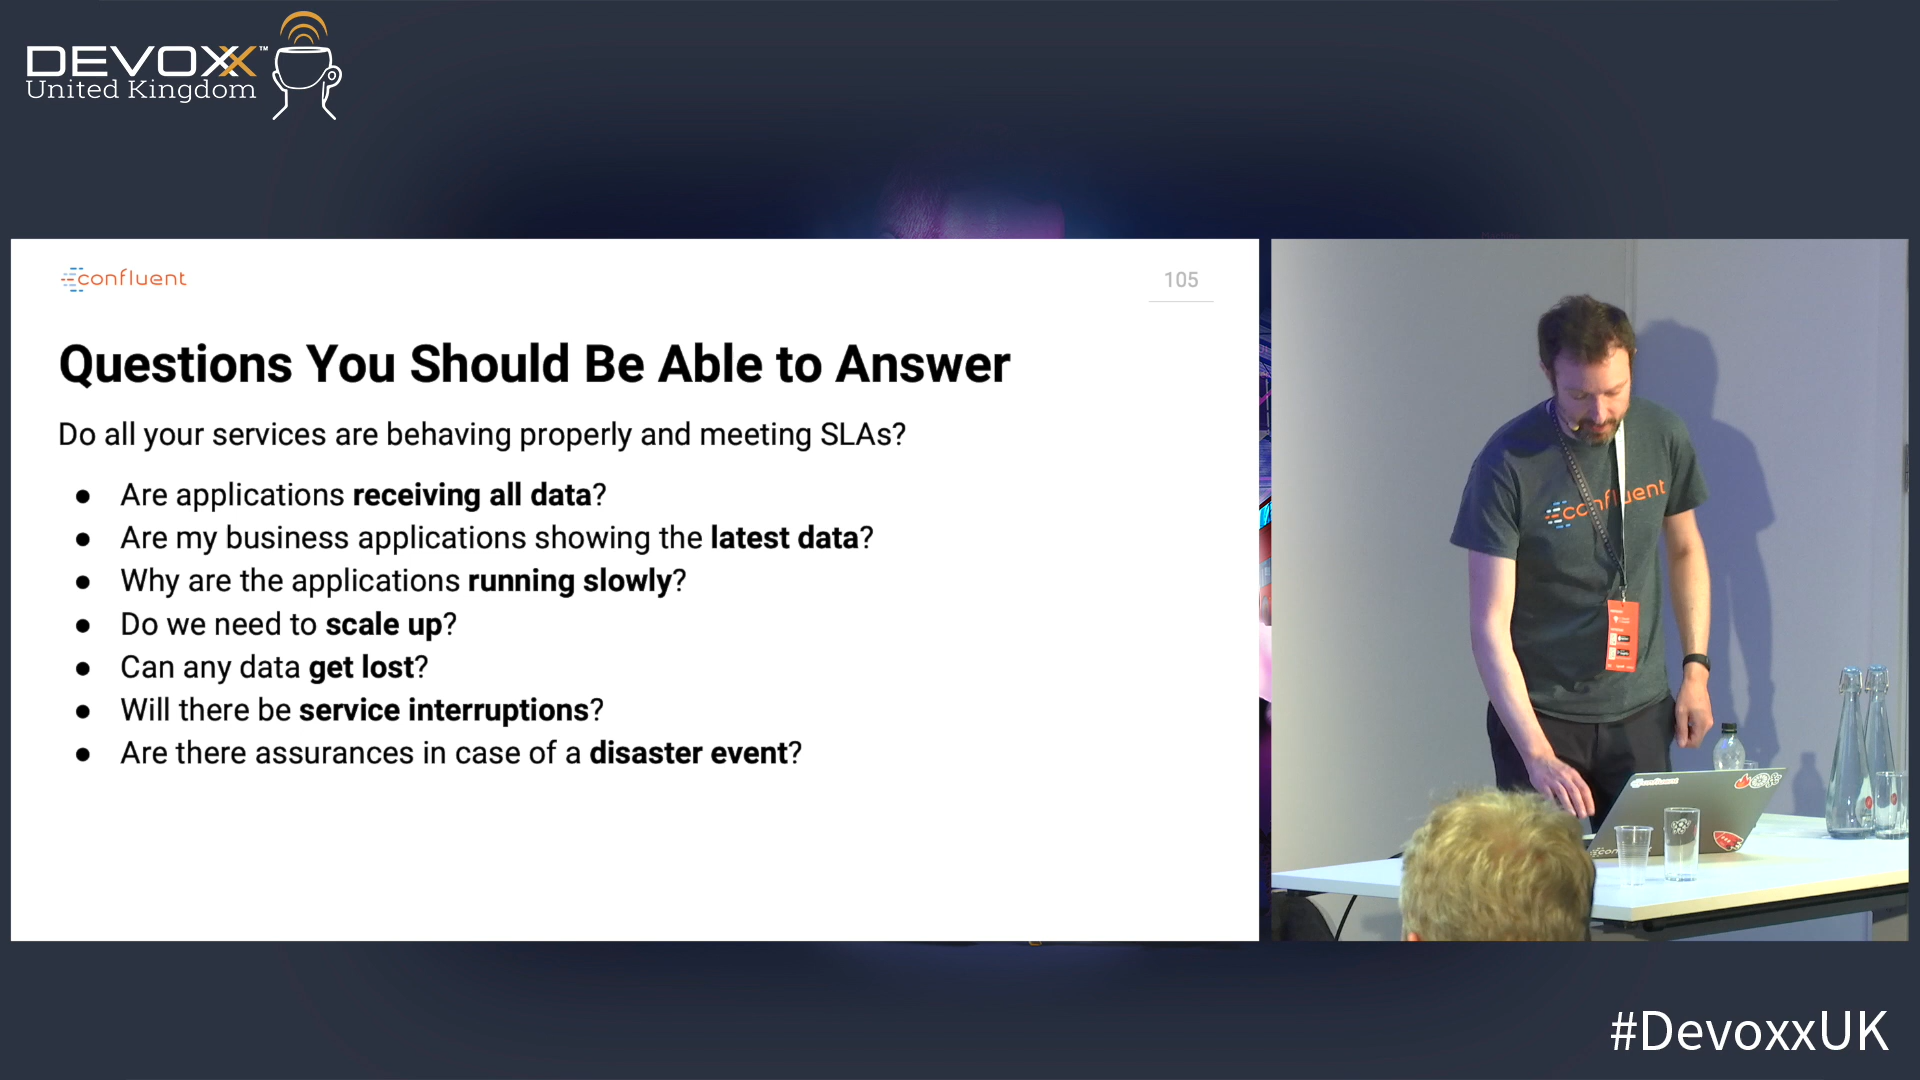 DEVOXX™
United Kingdom
confluent
105
Questions You Should Be Able to Answer
Do all your services are behaving properly and meeting SLAs?
● Are applications receiving all data?
● Are my business applications showing the latest data?
● Why are the applications running slowly?
● Do we need to scale up?
● Can any data get lost?
● Will there be service interruptions?
● Are there assurances in case of a disaster event?
confluent
confluent
#DevoxxUK